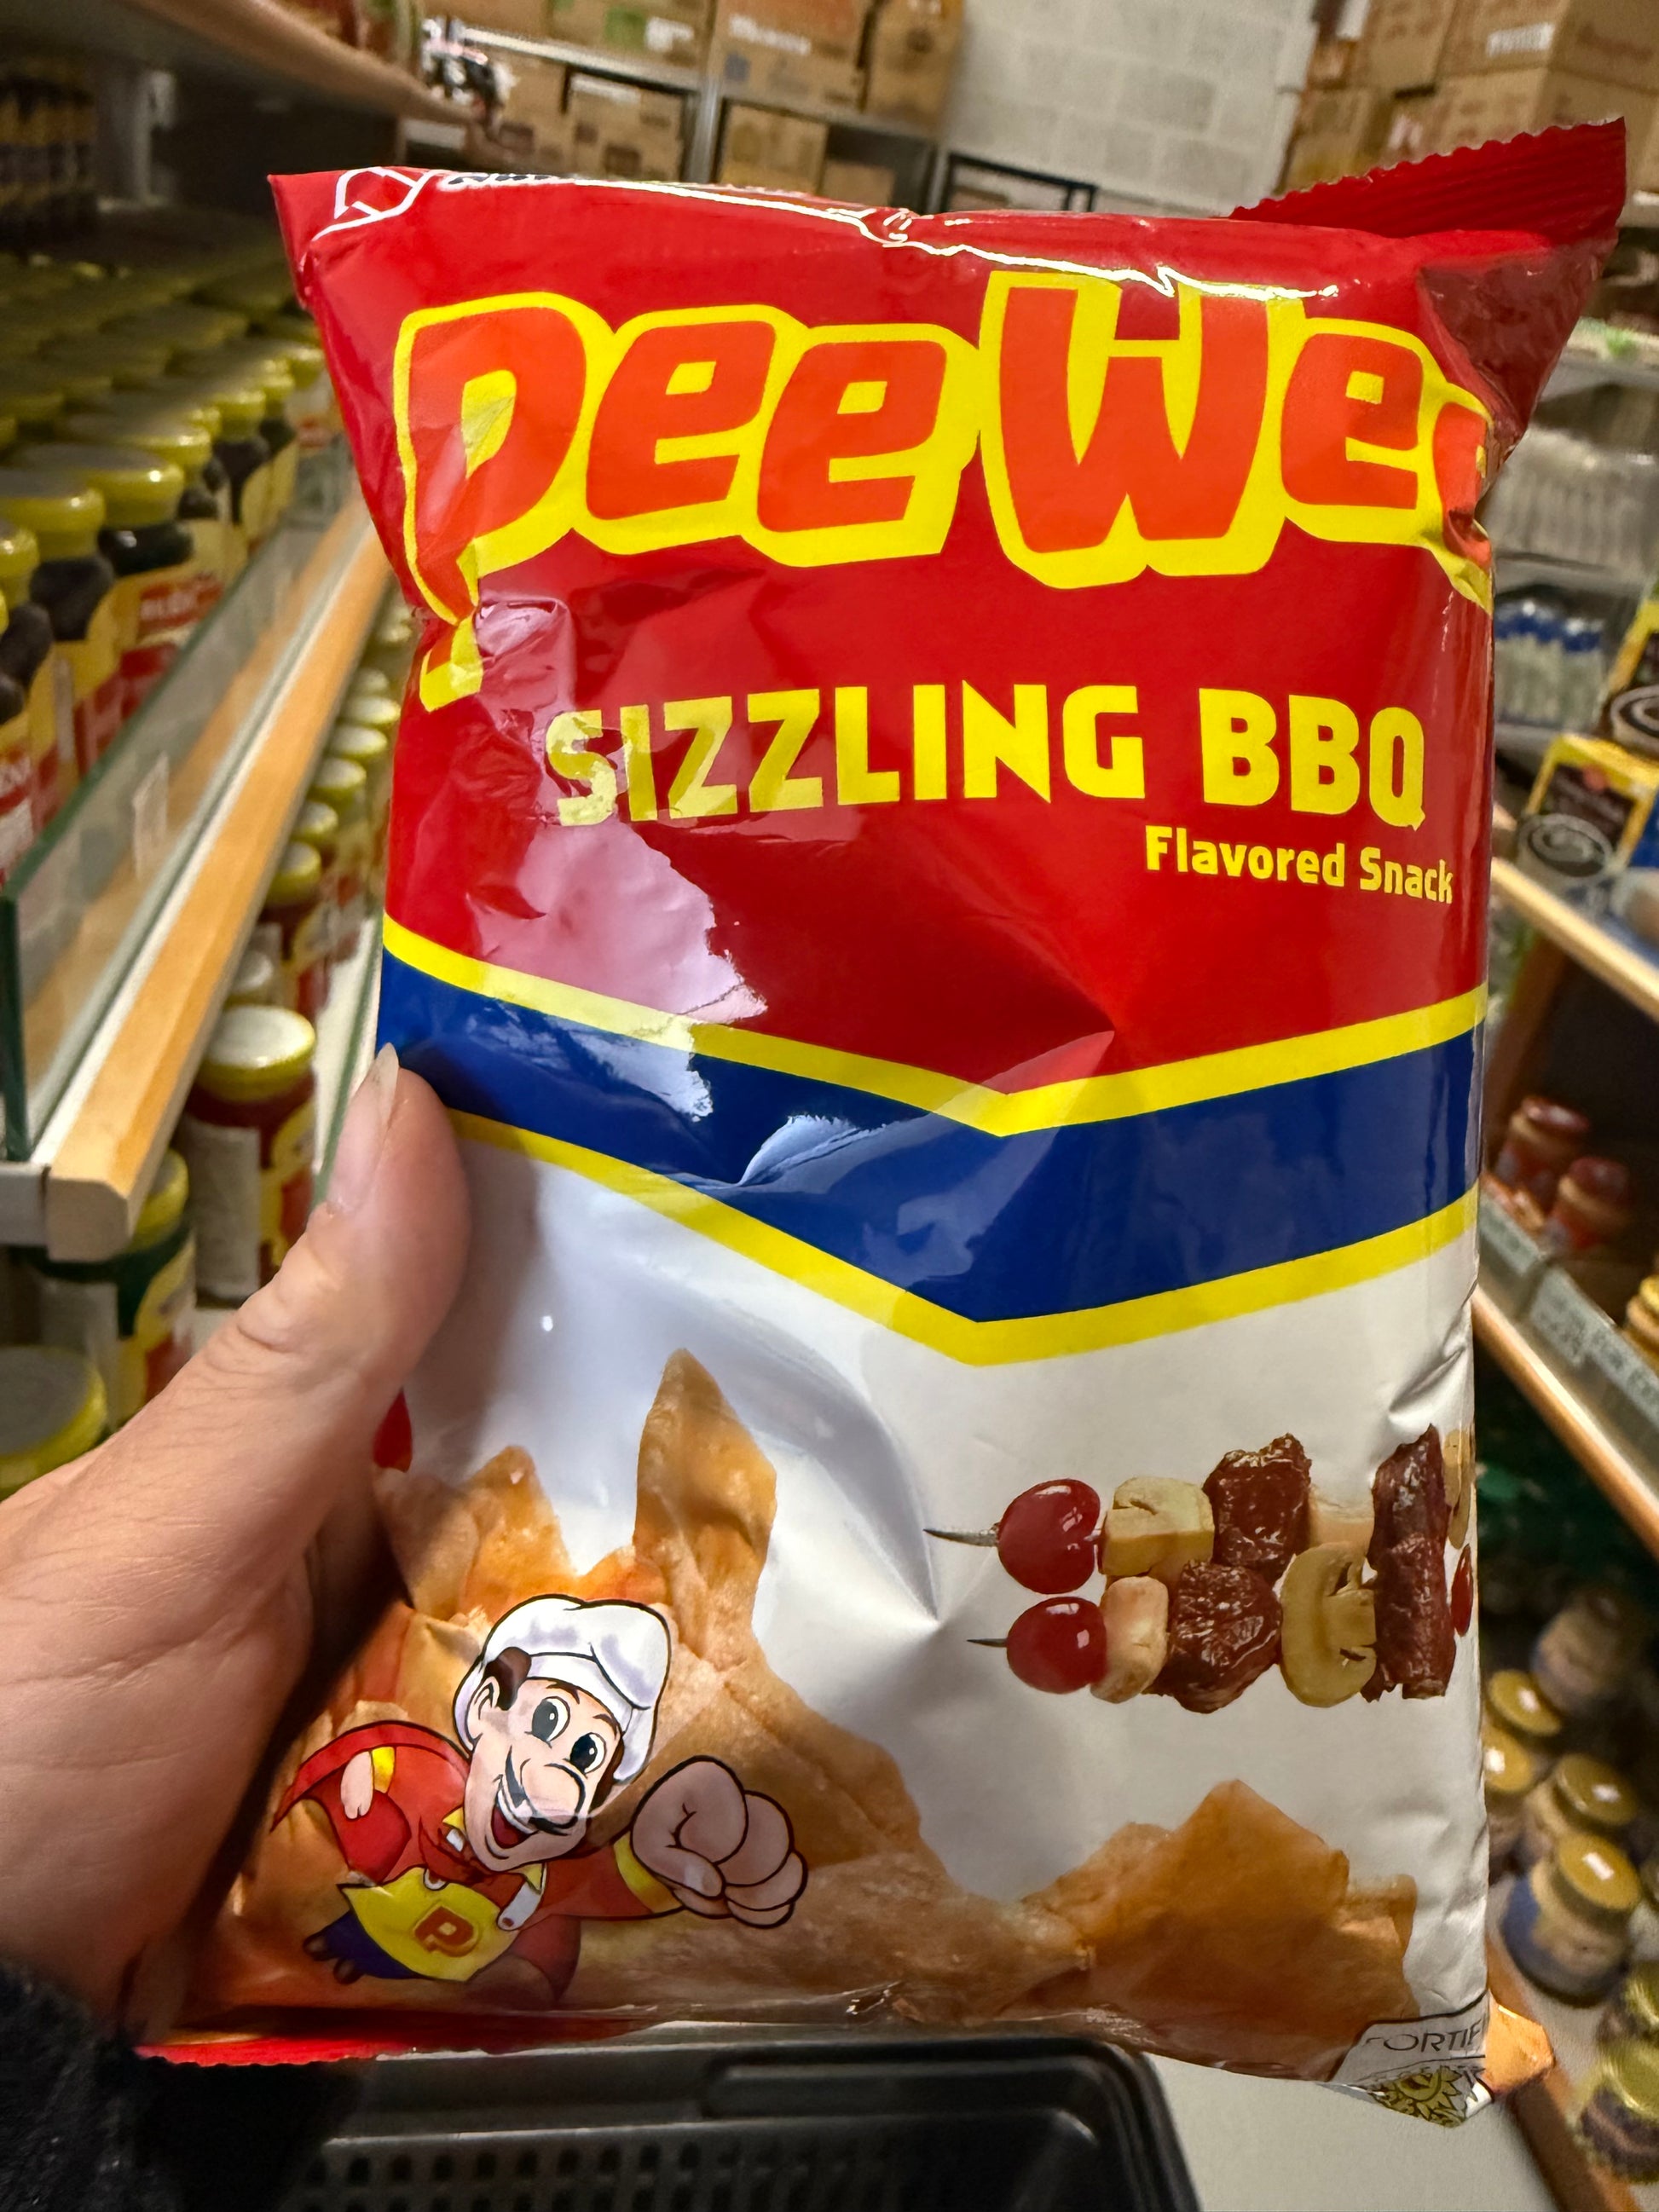 PeeWee
SIZZLING BBQ
Flavored Snack
P